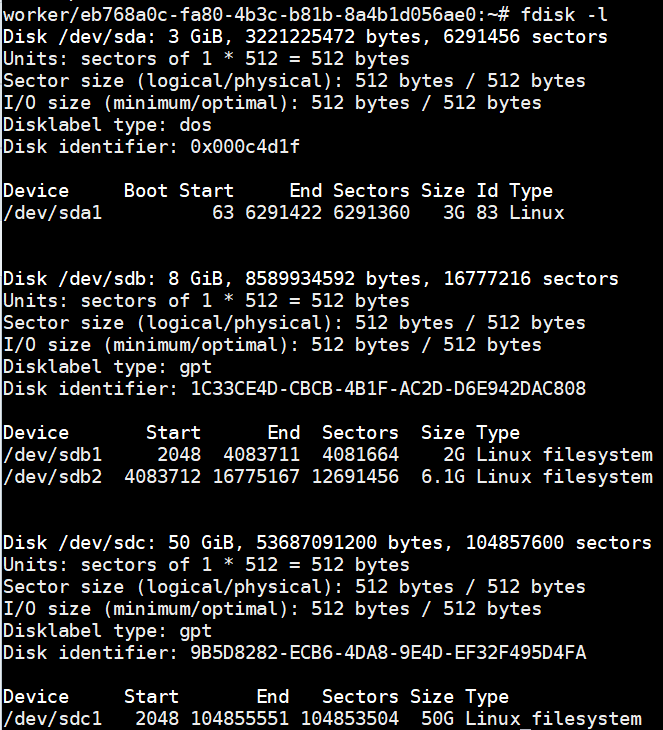 worker/eb768a0c-fa80-4b3c-b81b-8a4b1d056ae0:~# fdisk -l
Disk /dev/sda: 3 GiB, 3221225472 bytes, 6291456 sectors
Units: sectors of 1 * 512 = 512 bytes
Sector size (logical/physical): 512 bytes / 512 bytes
I/O size (minimum/optimal): 512 bytes / 512 bytes
Disklabel type: dos
Disk identifier: 0x000c4d1f
Device     Boot Start     End Sectors Size Id Type
/dev/sda1          63 6291422 6291360   3G 83 Linux
Disk /dev/sdb: 8 GiB, 8589934592 bytes, 16777216 sectors
Units: sectors of 1 * 512 = 512 bytes
Sector size (logical/physical): 512 bytes / 512 bytes
I/O size (minimum/optimal): 512 bytes / 512 bytes
Disklabel type: gpt
Disk identifier: 1C33CE4D-CBCB-4B1F-AC2D-D6E942DAC808
Device       Start      End  Sectors  Size Type
/dev/sdb1     2048  4083711  4081664    2G Linux filesystem
/dev/sdb2  4083712 16775167 12691456  6.1G Linux filesystem
Disk /dev/sdc: 50 GiB, 53687091200 bytes, 104857600 sectors
Units: sectors of 1 * 512 = 512 bytes
Sector size (logical/physical): 512 bytes / 512 bytes
I/O size (minimum/optimal): 512 bytes / 512 bytes
Disklabel type: gpt
Disk identifier: 9B5D8282-ECB6-4DA8-9E4D-EF32F495D4FA
Device     Start       End   Sectors Size Type
/dev/sdc1   2048 104855551 104853504  50G Linux_filesystem